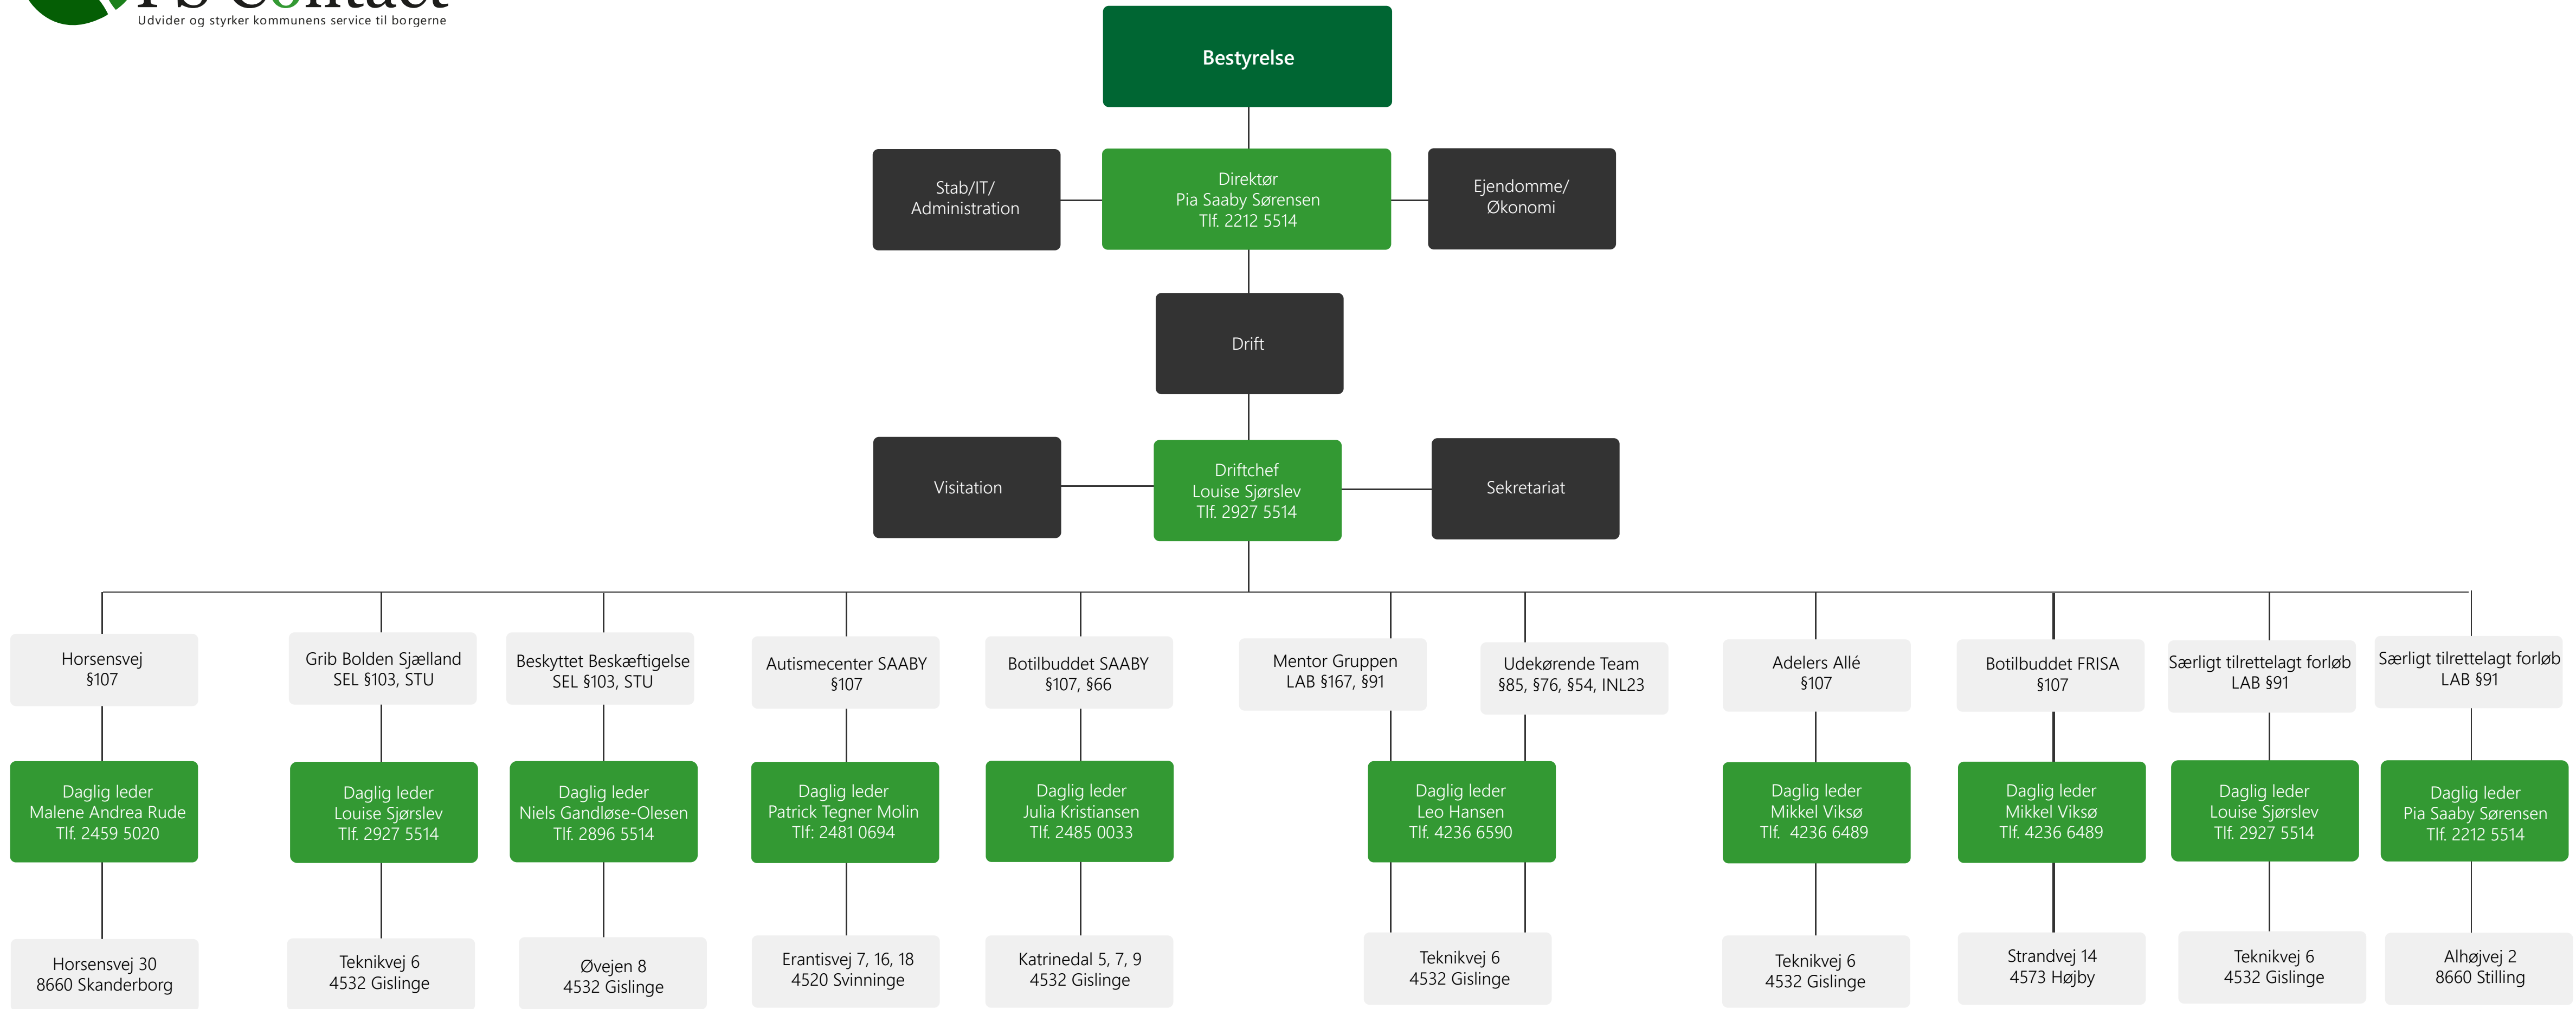 PS Contact
Udvider og styrker kommunens service til borgerne
Bestyrelse
Stab/IT/
Administration
Direktør
Pia Saaby Sørensen
Tlf. 2212 5514
Ejendomme/
Økonomi
Drift
Visitation
Driftchef
Louise Sjørslev
Tlf. 2927 5514
Sekretariat
Horsensvej
§107
Grib Bolden Sjælland
SEL §103, STU
Beskyttet Beskæftigelse
SEL §103, STU
Autismecenter SAABY
§107
Botilbuddet SAABY
§107, §66
Mentor Gruppen
LAB §167, §91
Udekørende Team
§85, §76, §54, INL23
Adelers Allé
§107
Botilbuddet FRISA
§107
Særligt tilrettelagt forløb
LAB §91
Særligt tilrettelagt forløb
LAB §91
Daglig leder
Malene Andrea Rude
Tlf. 2459 5020
Daglig leder
Louise Sjørslev
Tlf. 2927 5514
Daglig leder
Niels Gandløse-Olesen
Tlf. 2896 5514
Daglig leder
Patrick Tegner Molin
Tlf: 2481 0694
Daglig leder
Julia Kristiansen
Tlf. 2485 0033
Daglig leder
Leo Hansen
Tlf. 4236 6590
Daglig leder
Mikkel Viksø
Tlf.  4236 6489
Daglig leder
Mikkel Viksø
Tlf. 4236 6489
Daglig leder
Louise Sjørslev
Tlf. 2927 5514
Daglig leder
Pia Saaby Sørensen
Tlf. 2212 5514
Horsensvej 30
8660 Skanderborg
Teknikvej 6
4532 Gislinge
Øvejen 8
4532 Gislinge
Erantisvej 7, 16, 18
4520 Svinninge
Katrinedal 5, 7, 9
4532 Gislinge
Teknikvej 6
4532 Gislinge
Teknikvej 6
4532 Gislinge
Strandvej 14
4573 Højby
Teknikvej 6
4532 Gislinge
Alhøjvej 2
8660 Stilling